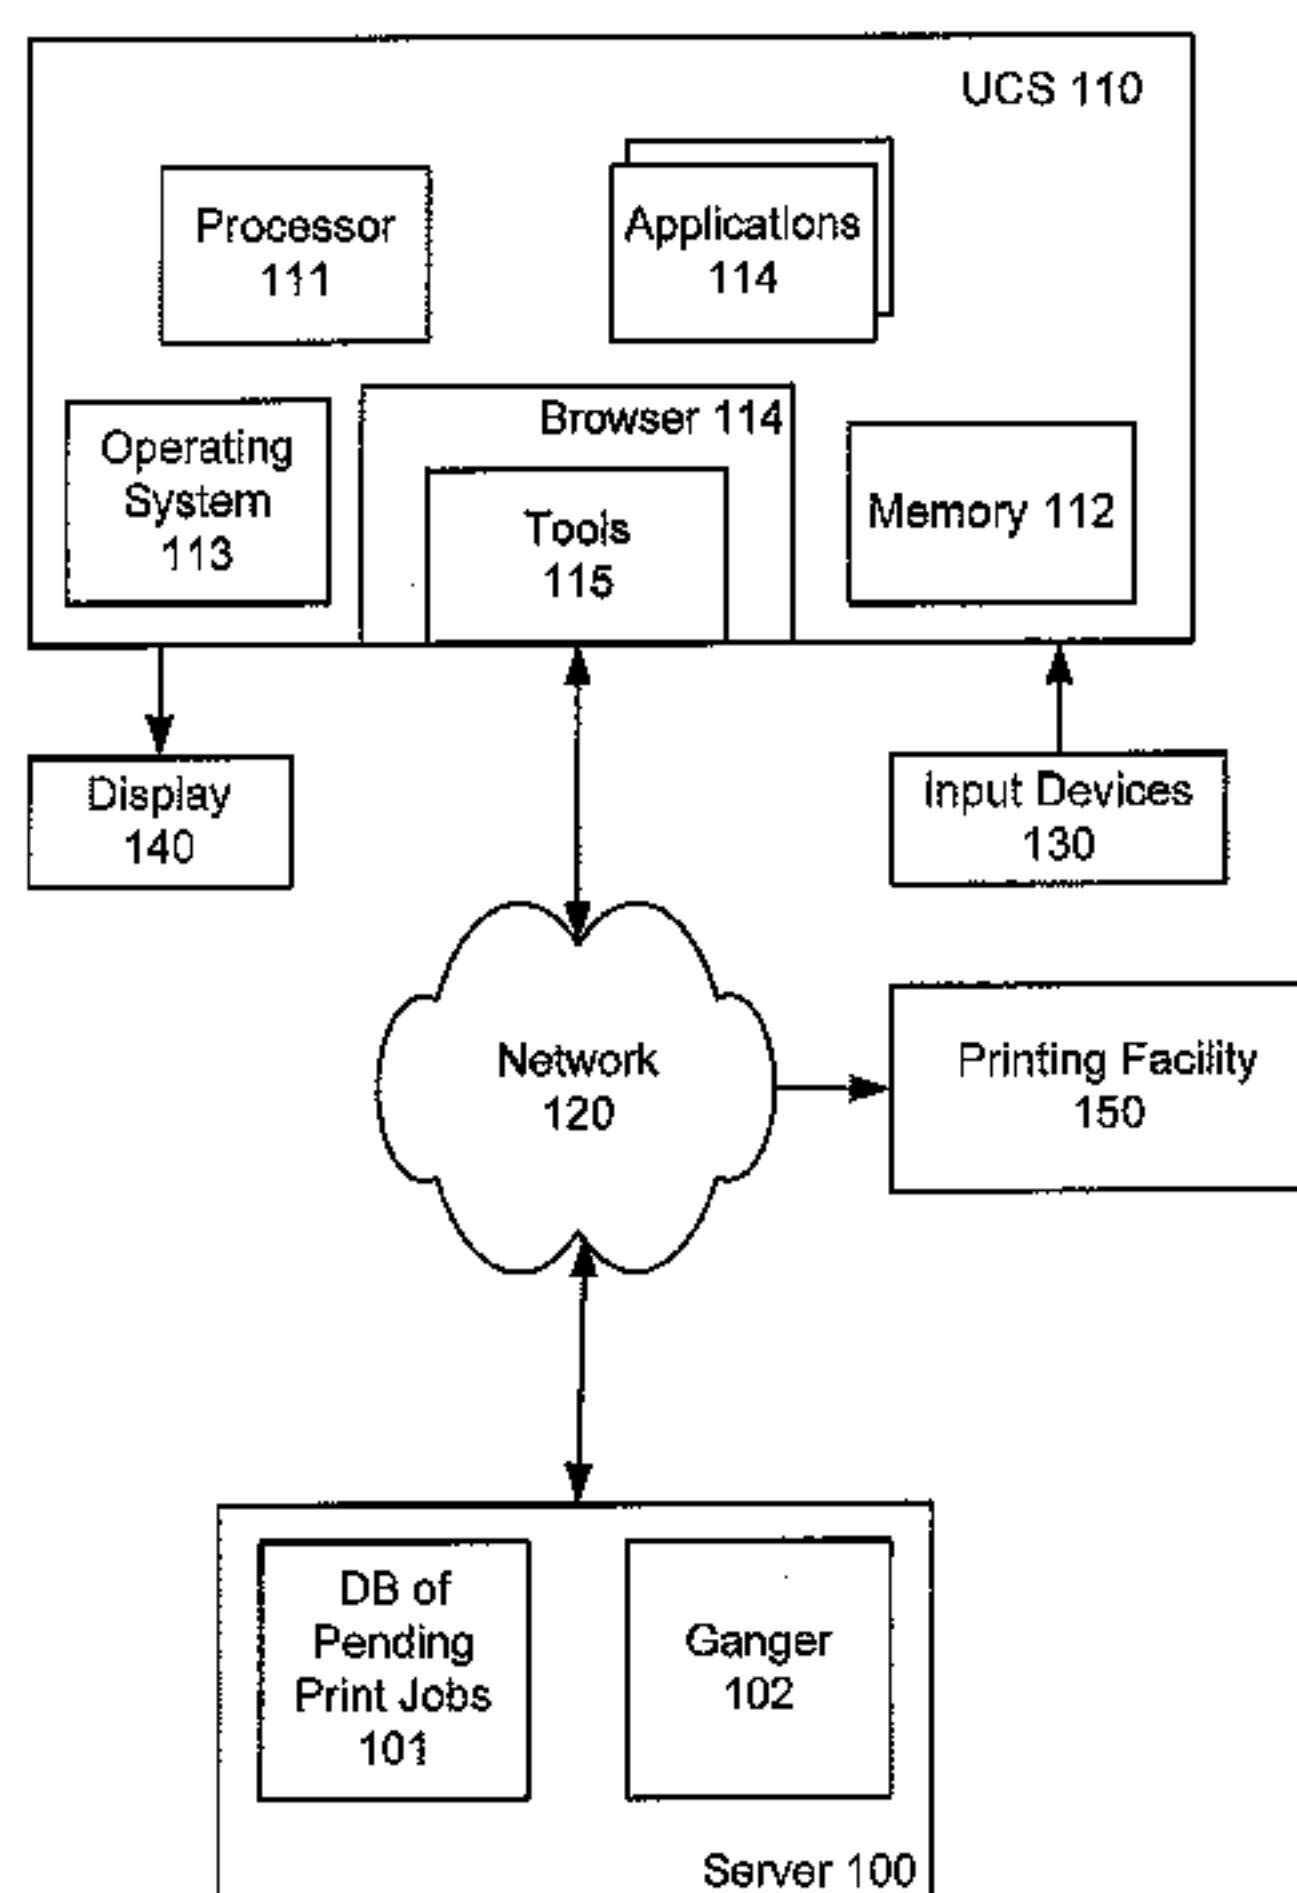 UCS 110
Processor
111
Applications
114
Operating
System
113
Browser 114
Tools
115
Memory 112
Display
140
Input Devices
130
Network
120
Printing Facility
150
DB of
Pending
Print Jobs
101
Ganger
102
Server 100